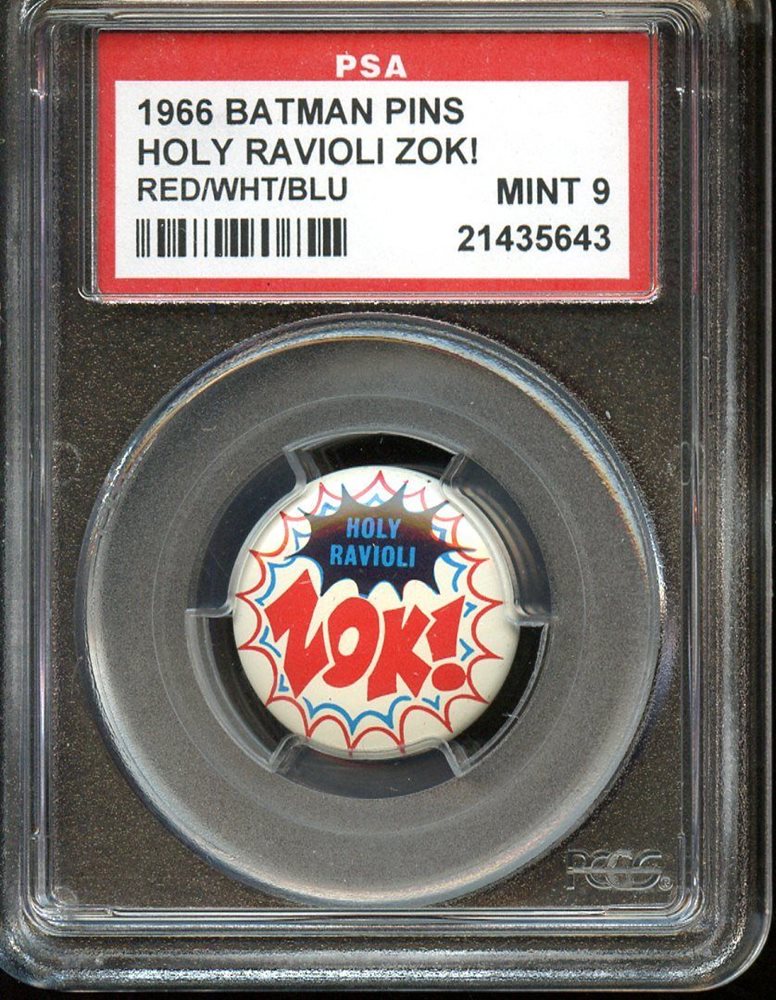 PSA
1966 BATMAN PINS
HOLY RAVIOLI ZOK!
RED/WHT/BLU MINT 9
21435643
HOLY
RAVIOLI
ZOK!
PCGS®